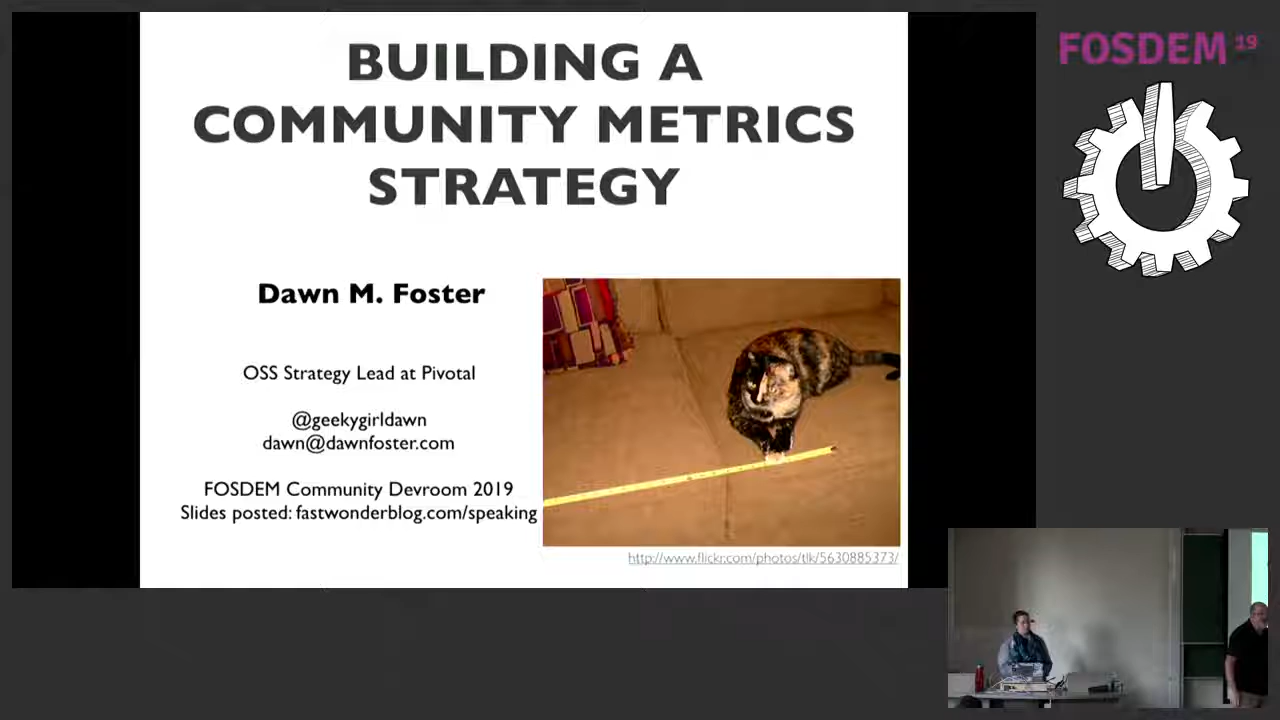 BUILDING A
COMMUNITY METRICS
STRATEGY
Dawn M. Foster
OSS Strategy Lead at Pivotal
@geekygirldawn
dawn@dawnfoster.com
FOSDEM Community Devroom 2019
Slides posted: fastwonderblog.com/speaking
http://www.flickr.com/photos/tlk/5630885373/
FOSDEM 19